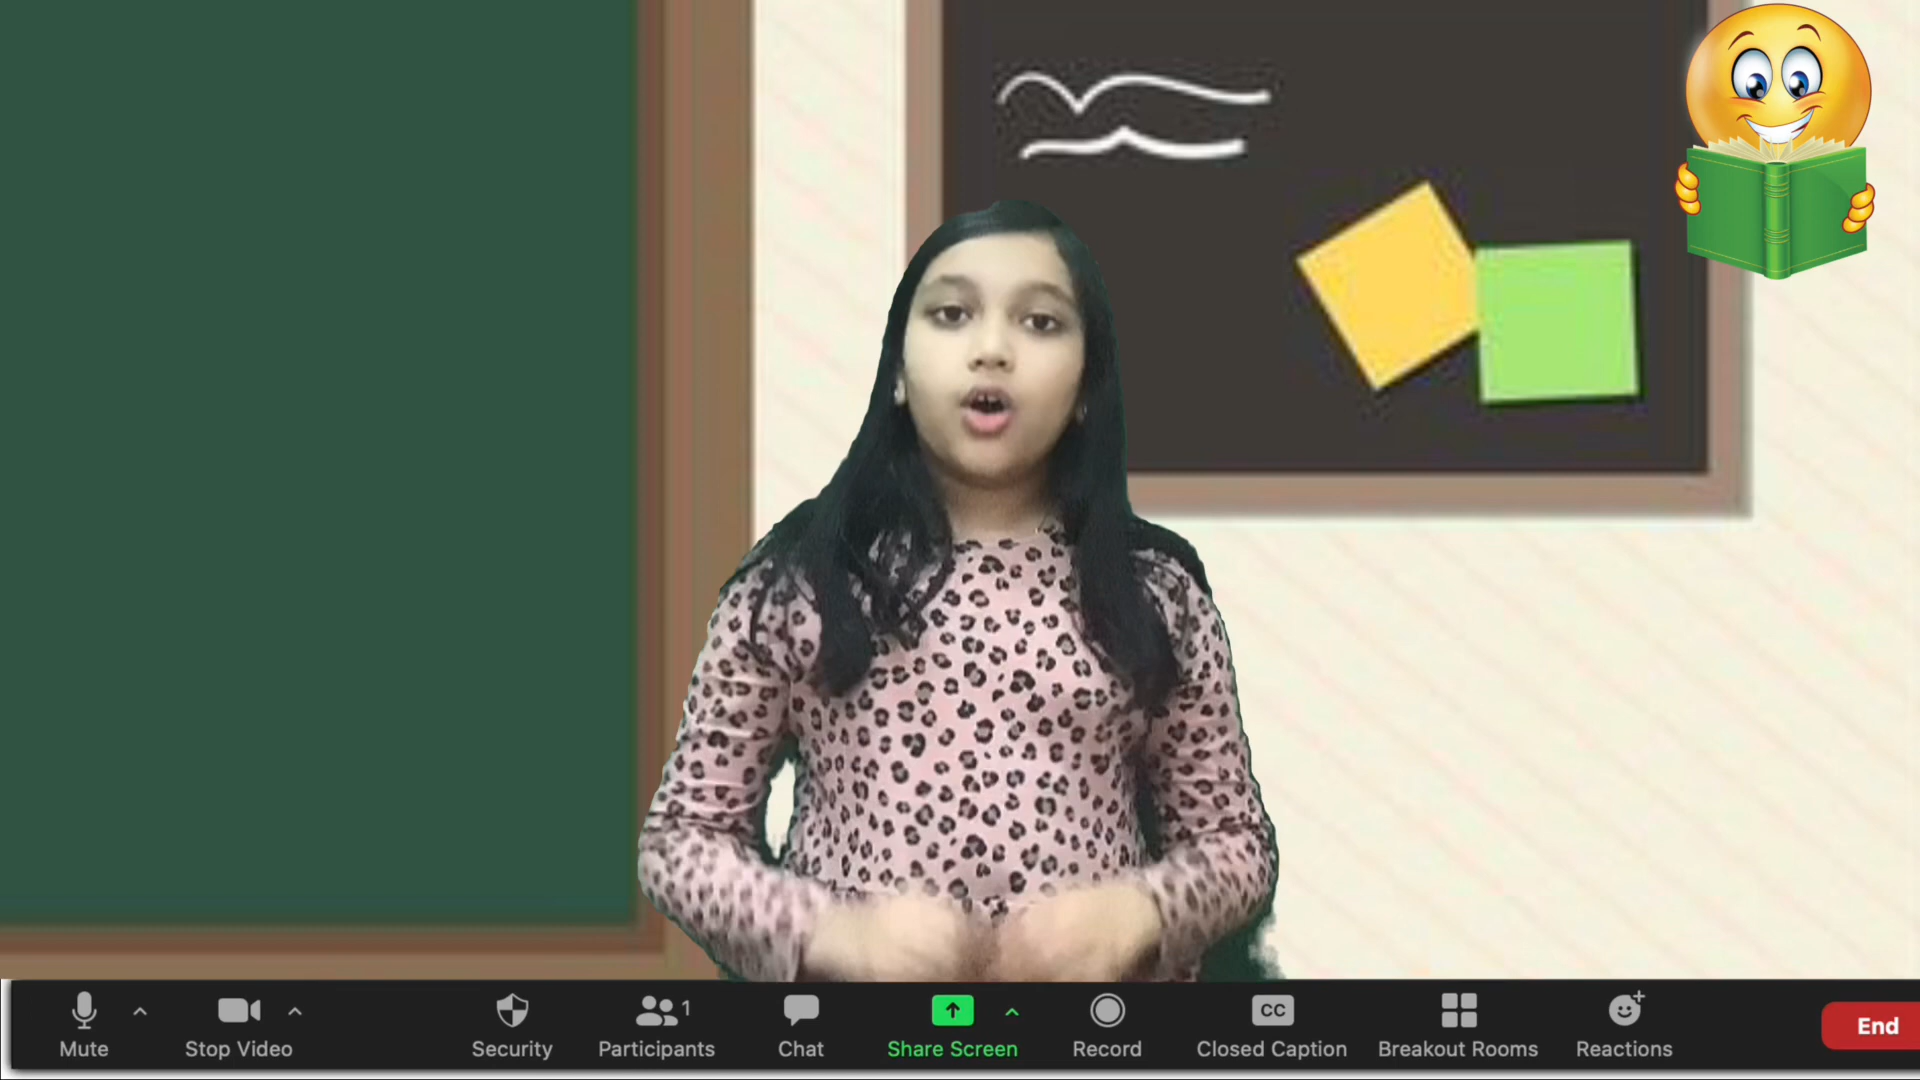 1
Mute
Stop Video
Security
Participants
Chat
Share Screen
Record
CC
Closed Caption
Breakout Rooms
Reactions
End